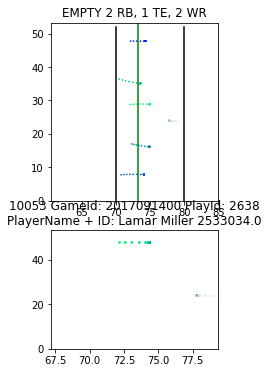 EMPTY 2 RB, 1 TE, 2 WR
50
40
30
20
10
0
65 70 75 80 85
10053 GameId: 2017091400 PlayId: 2638
PlayerName + ID: Lamar Miller 2533034.0
40
20
0
67.5 70.0 72.5 75.0 77.5